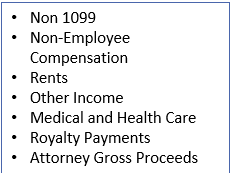 • Non 1099
• Non-Employee
Compensation
• Rents
• Other Income
• Medical and Health Care
• Royalty Payments
• Attorney Gross Proceeds